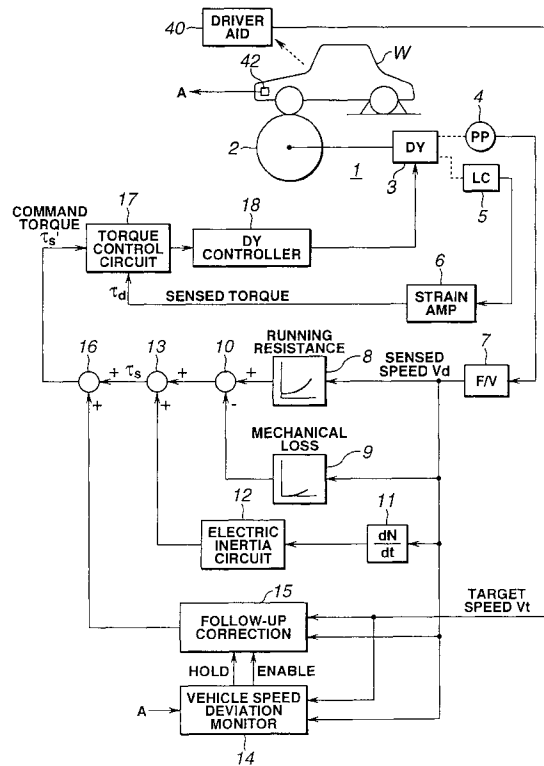 40
DRIVER
AID
W
42
A
4
PP
2
DY
3
1
LC
5
17
COMMAND
TORQUE
τs'
TORQUE
CONTROL
CIRCUIT
18
DY
CONTROLLER
6
STRAIN
AMP
τd
SENSED TORQUE
16
+
+
τs
13
+
+
10
+
-
RUNNING
RESISTANCE
8
SENSED
SPEED Vd
7
F/V
MECHANICAL
LOSS
9
12
ELECTRIC
INERTIA
CIRCUIT
11
dN
dt
15
FOLLOW-UP
CORRECTION
TARGET
SPEED Vt
HOLD
ENABLE
A
VEHICLE SPEED
DEVIATION
MONITOR
14